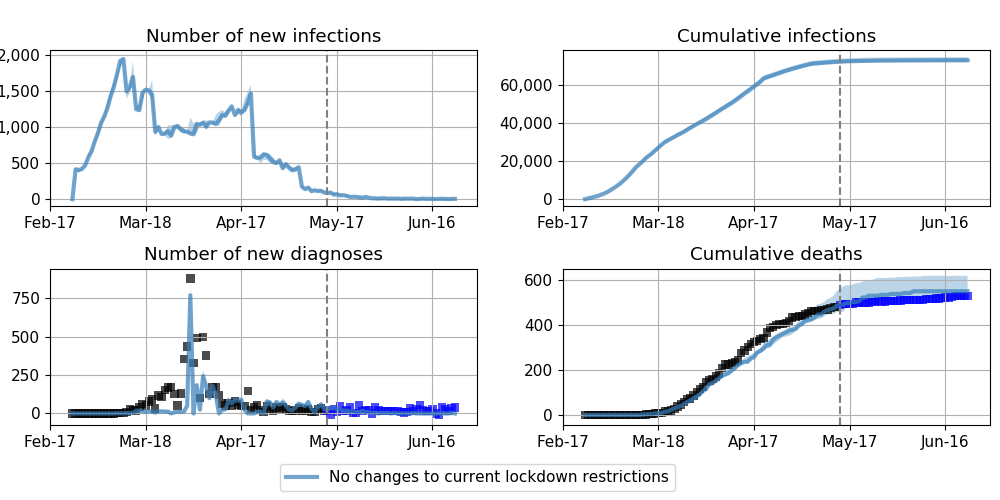 Number of new infections
Cumulative infections
2,000
1,500
1,000
500
0
Feb-17 Mar-18 Apr-17 May-17 Jun-16
60,000
40,000
20,000
0
Feb-17 Mar-18 Apr-17 May-17 Jun-16
Number of new diagnoses
Cumulative deaths
750
500
250
0
Feb-17 Mar-18 Apr-17 May-17 Jun-16
600
400
200
0
Feb-17 Mar-18 Apr-17 May-17 Jun-16
No changes to current lockdown restrictions